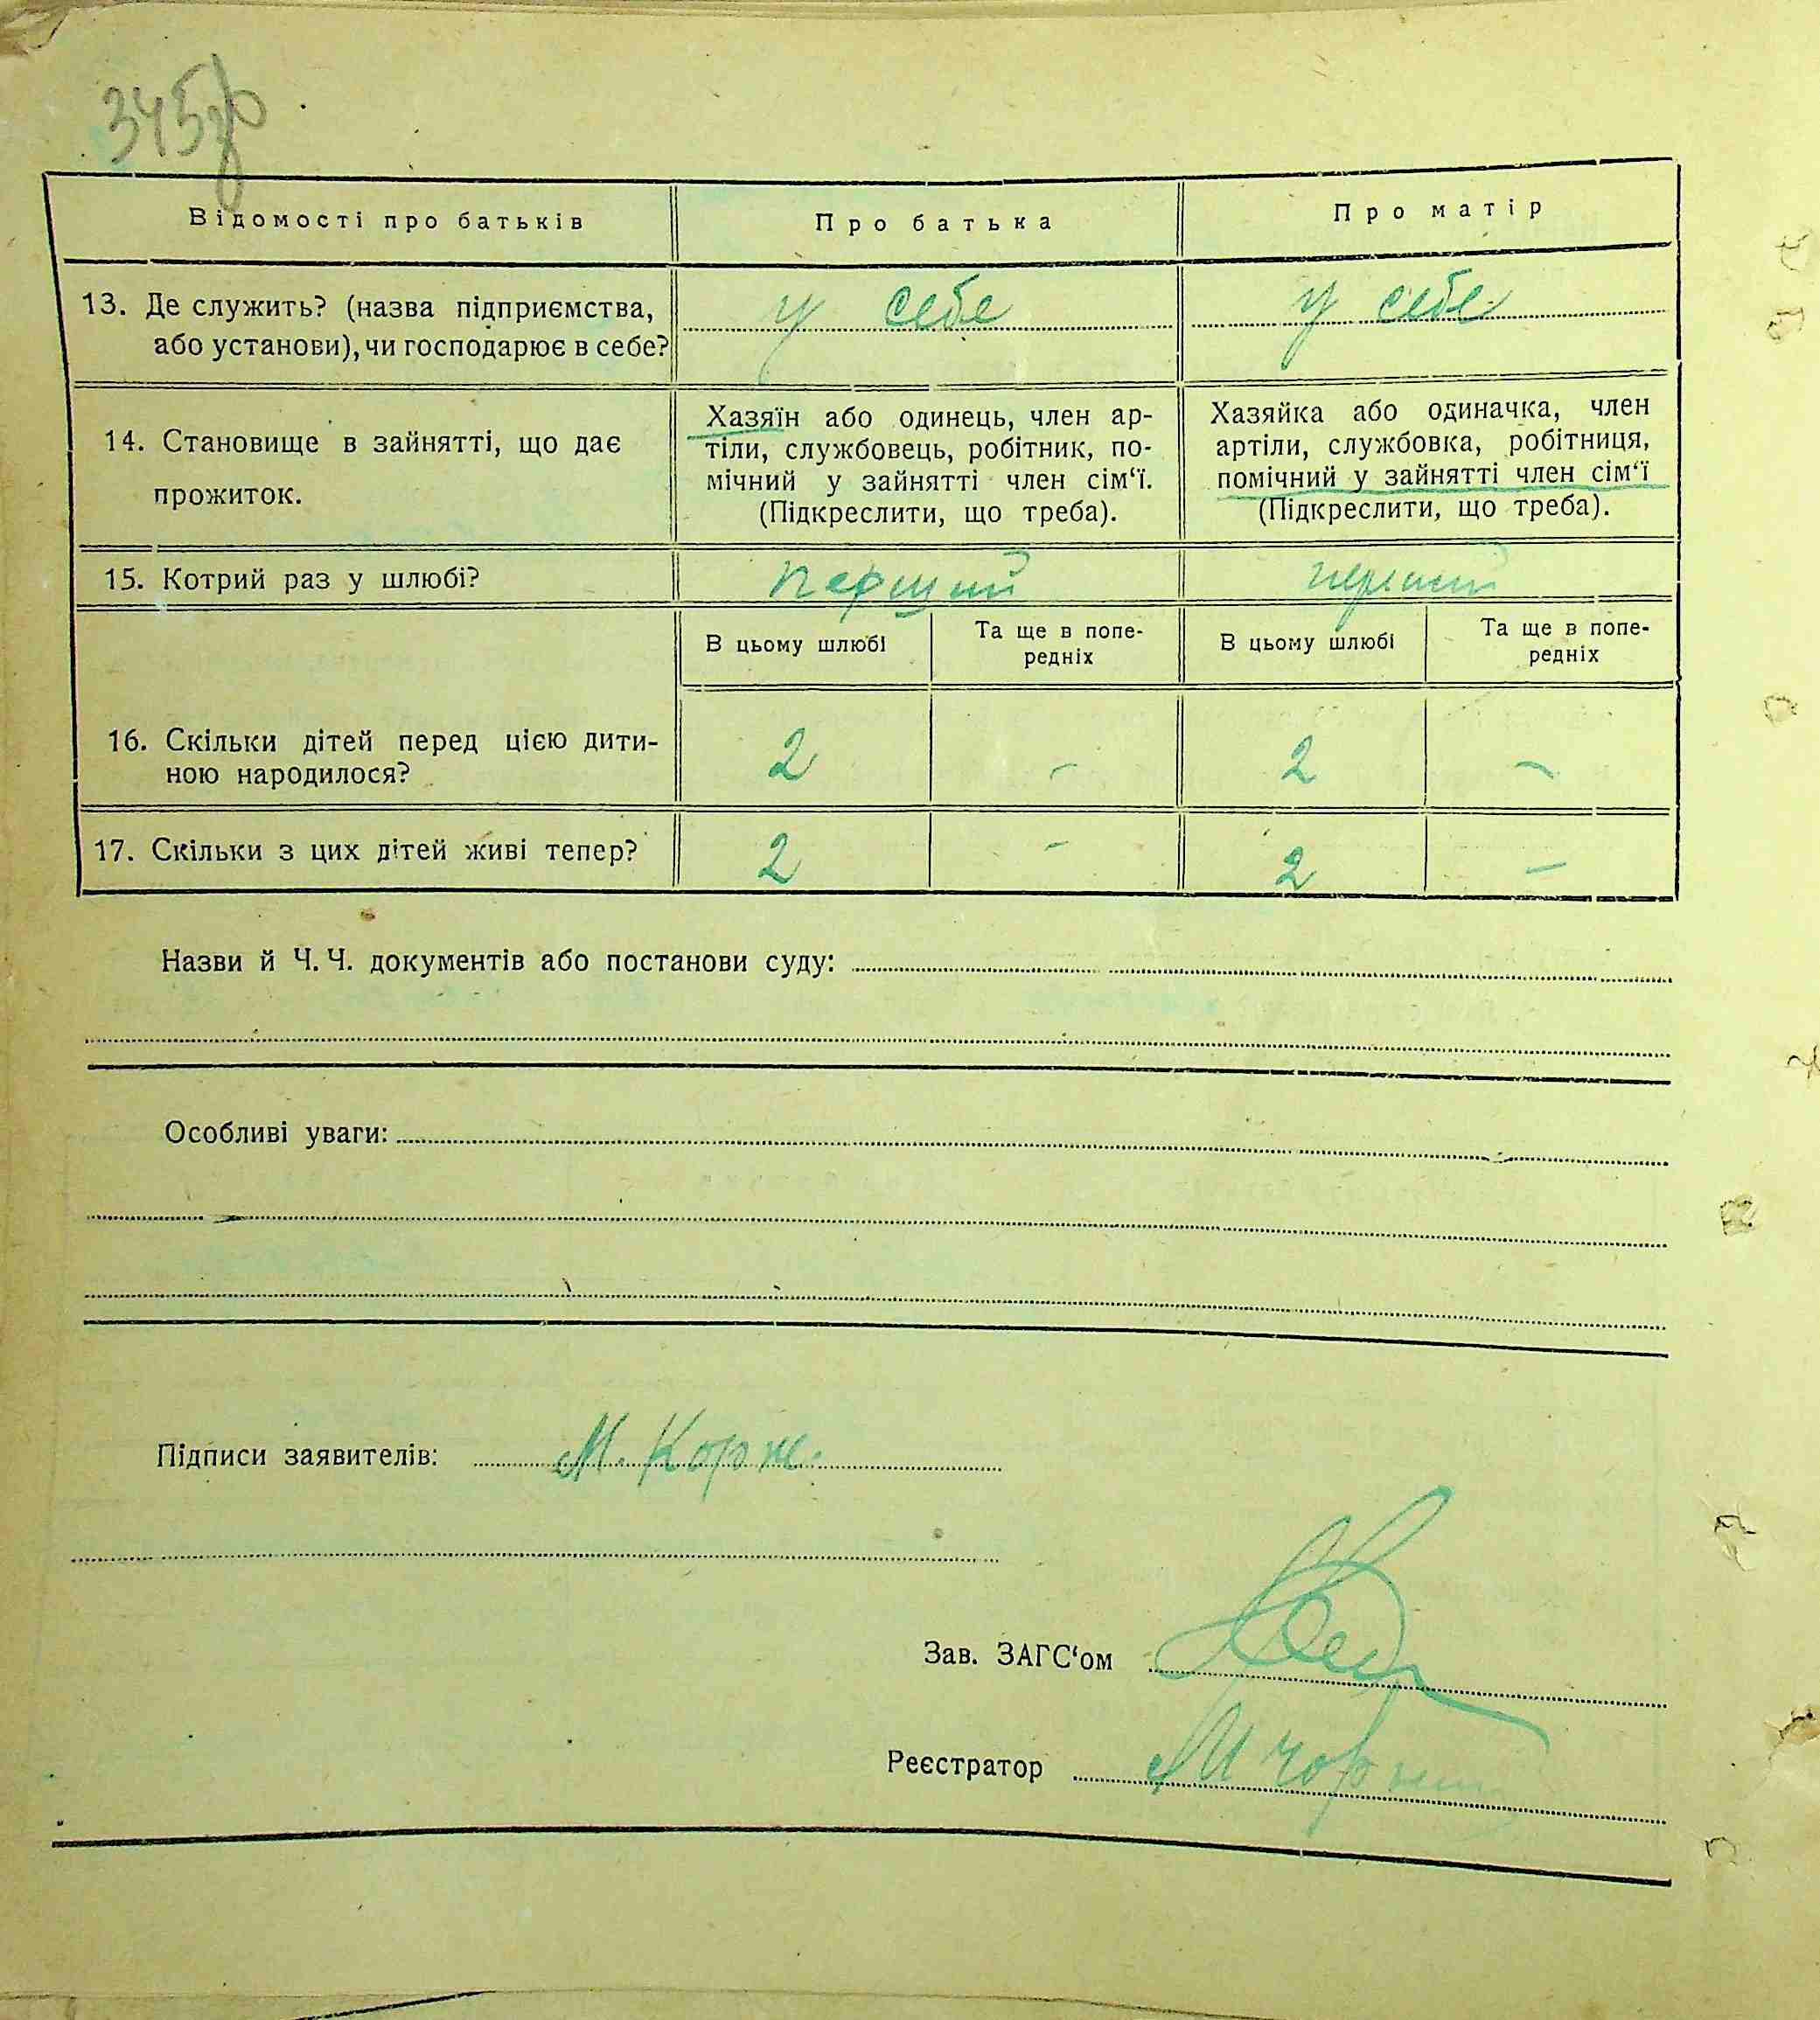 345
Відомості про батьків Про батька Про матір
13. Де служить? (назва підприємства, у себе у себе
або установи), чи господарює в себе?
Хазяїн або одинець, член ар- Хазяйка або одиначка, член
14. Становище в зайнятті, що дає тіли, службовець, робітник, по- артіли, службовка, робітниця,
прожиток. мічний у зайнятті член сім‘ї. помічний у зайнятті член сім‘ї
(Підкреслити, що треба). (Підкреслити, що треба).
15. Котрий раз у шлюбі? перший перший
В цьому шлюбі Та ще в попе- В цьому шлюбі Та ще в попе-
редніх редніх
16. Скільки дітей перед цією дити- 2 - 2 -
ною народилося?
17. Скільки з цих дітей живі тепер? 2 - 2 -
Назви й Ч. Ч. документів або постанови суду:
Особливі уваги:
Підписи заявителів: М. Корж.
Зав. ЗАГС‘ом
Реєстратор